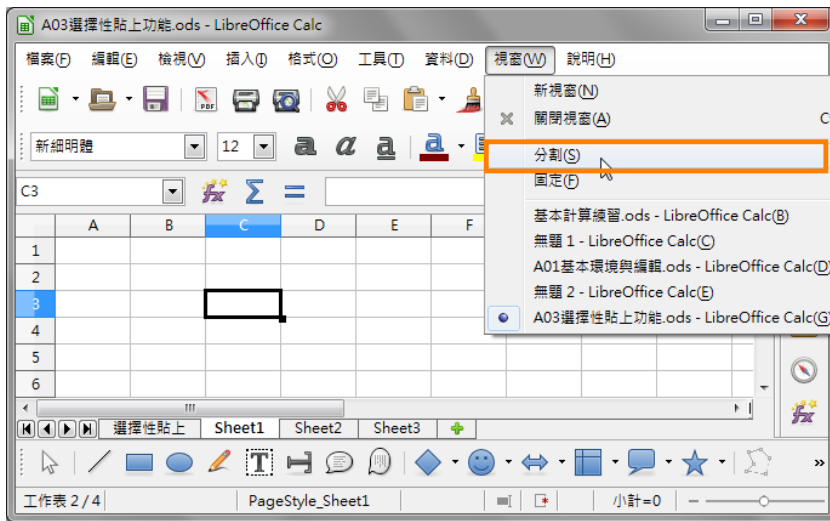 A03選擇性貼上功能.ods - LibreOffice Calc
檔案(F) 編輯(E) 檢視(V) 插入(I) 格式(O) 工具(T) 資料(D) 視窗(W) 說明(H)
新視窗(N)
關閉視窗(A) C
分割(S)
固定(F)
基本計算練習.ods - LibreOffice Calc(B)
無題 1 - LibreOffice Calc(C)
A01基本環境與編輯.ods - LibreOffice Calc(D)
無題 2 - LibreOffice Calc(E)
A03選擇性貼上功能.ods - LibreOffice Calc(G)
PDF
新細明體 12 a a a a
C3 fx Σ =
A B C D E F
1
2
3
4
5
6
fx
選擇性貼上 Sheet1 Sheet2 Sheet3
T
»
工作表 2 / 4 PageStyle_Sheet1 小計=0